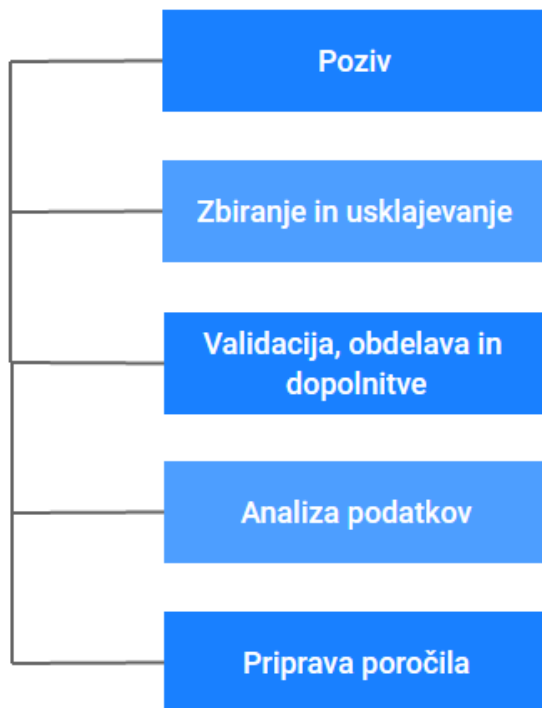 Poziv
Zbiranje in usklajevanje
Validacija, obdelava in
dopolnitve
Analiza podatkov
Priprava poročila